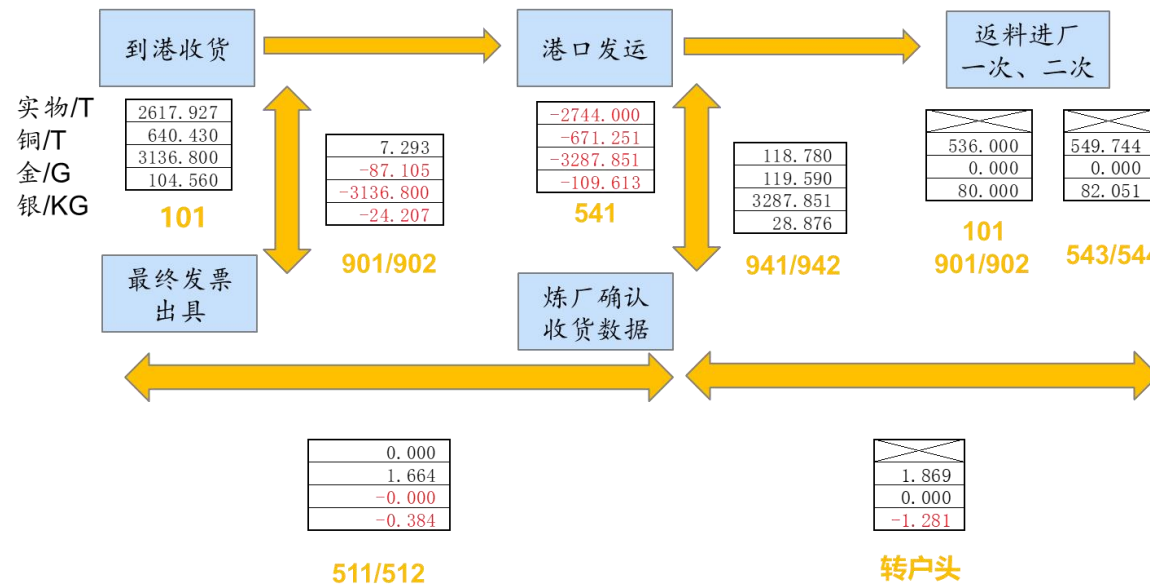 到港收货
港口发运
返料进厂
一次、二次
实物/T
铜/T
金/G
银/KG
2617.927
640.430
3136.800
104.560
101
7.293
-87.105
-3136.800
-24.207
901/902
-2744.000
-671.251
-3287.851
-109.613
541
118.780
119.590
3287.851
28.876
941/942
536.000
0.000
80.000
101
901/902
549.744
0.000
82.051
543/544
最终发票
出具
炼厂确认
收货数据
0.000
1.664
-0.000
-0.384
511/512
1.869
0.000
-1.281
转户头